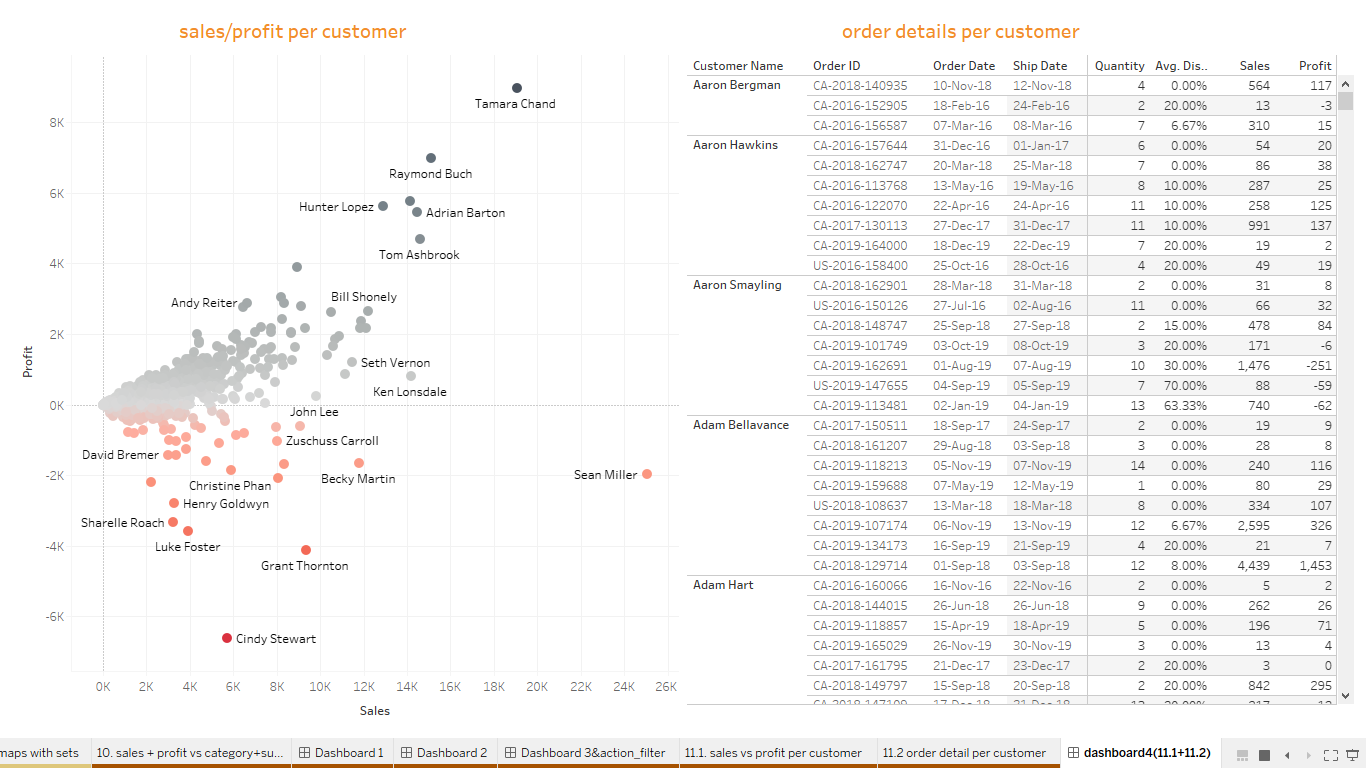 sales/profit per customer
order details per customer
8K
6K
4K
2K
0K
-2K
-4K
-6K
Profit
Tamara Chand
Raymond Buch
Hunter Lopez
Adrian Barton
Tom Ashbrook
Andy Reiter
Bill Shonely
Seth Vernon
Ken Lonsdale
John Lee
Zuschuss Carroll
David Bremer
Becky Martin
Sean Miller
Christine Phan
Henry Goldwyn
Sharelle Roach
Luke Foster
Grant Thornton
Cindy Stewart
0K 2K 4K 6K 8K 10K 12K 14K 16K 18K 20K 22K 24K 26K
Sales
Customer Name Order ID Order Date Ship Date Quantity Avg. Dis.. Sales Profit
Aaron Bergman CA-2018-140935 10-Nov-18 12-Nov-18 4 0.00% 564 117
CA-2016-152905 18-Feb-16 24-Feb-16 2 20.00% 13 -3
CA-2016-156587 07-Mar-16 08-Mar-16 7 6.67% 310 15
Aaron Hawkins CA-2016-157644 31-Dec-16 01-Jan-17 6 0.00% 54 20
CA-2018-162747 20-Mar-18 25-Mar-18 7 0.00% 86 38
CA-2016-113768 13-May-16 19-May-16 8 10.00% 287 25
CA-2016-122070 22-Apr-16 24-Apr-16 11 10.00% 258 125
CA-2017-130113 27-Dec-17 31-Dec-17 11 10.00% 991 137
CA-2019-164000 18-Dec-19 22-Dec-19 7 20.00% 19 2
US-2016-158400 25-Oct-16 28-Oct-16 4 20.00% 49 19
Aaron Smayling CA-2018-162901 28-Mar-18 31-Mar-18 2 0.00% 31 8
US-2016-150126 27-Jul-16 02-Aug-16 11 0.00% 66 32
CA-2018-148747 25-Sep-18 27-Sep-18 2 15.00% 478 84
CA-2019-101749 03-Oct-19 08-Oct-19 3 20.00% 171 -6
CA-2019-162691 01-Aug-19 07-Aug-19 10 30.00% 1,476 -251
US-2019-147655 04-Sep-19 05-Sep-19 7 70.00% 88 -59
CA-2019-113481 02-Jan-19 04-Jan-19 13 63.33% 740 -62
Adam Bellavance CA-2017-150511 18-Sep-17 24-Sep-17 2 0.00% 19 9
CA-2018-161207 29-Aug-18 03-Sep-18 3 0.00% 28 8
CA-2019-118213 05-Nov-19 07-Nov-19 14 0.00% 240 116
CA-2019-159688 07-May-19 12-May-19 1 0.00% 80 29
US-2018-108637 13-Mar-18 18-Mar-18 8 0.00% 334 107
CA-2019-107174 06-Nov-19 13-Nov-19 12 6.67% 2,595 326
CA-2019-134173 16-Sep-19 21-Sep-19 4 20.00% 21 7
CA-2018-129714 01-Sep-18 03-Sep-18 12 8.00% 4,439 1,453
Adam Hart CA-2016-160066 16-Nov-16 22-Nov-16 2 0.00% 5 2
CA-2018-144015 26-Jun-18 26-Jun-18 9 0.00% 262 26
CA-2019-118857 15-Apr-19 18-Apr-19 5 0.00% 196 71
CA-2019-165029 26-Nov-19 30-Nov-19 3 0.00% 13 4
CA-2017-161795 21-Dec-17 23-Dec-17 2 20.00% 3 0
CA-2018-149797 15-Sep-18 20-Sep-18 2 20.00% 842 295
maps with sets 10. sales + profit vs category+su... Dashboard 1 Dashboard 2 Dashboard 3&action_filter 11.1. sales vs profit per customer 11.2 order detail per customer dashboard4(11.1+11.2)